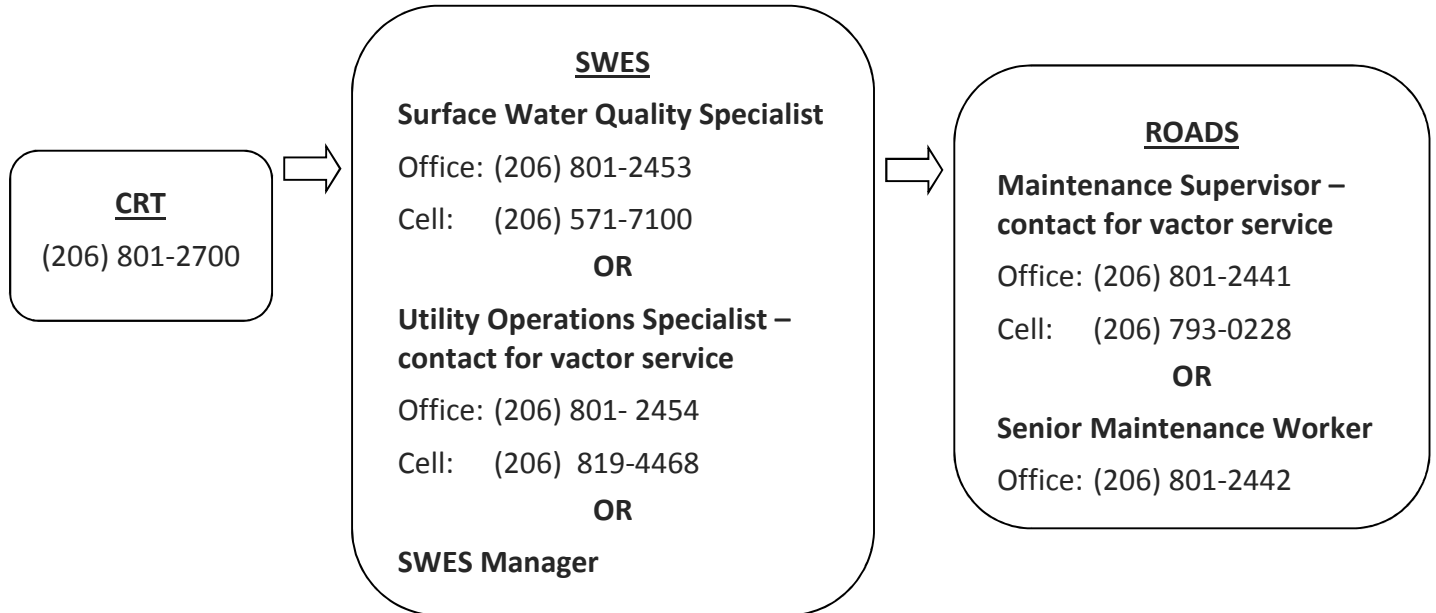 CRT
(206) 801-2700
SWES
Surface Water Quality Specialist
Office: (206) 801-2453
Cell: (206) 571-7100
OR
Utility Operations Specialist –
contact for vactor service
Office: (206) 801- 2454
Cell: (206) 819-4468
OR
SWES Manager
ROADS
Maintenance Supervisor –
contact for vactor service
Office: (206) 801-2441
Cell: (206) 793-0228
OR
Senior Maintenance Worker
Office: (206) 801-2442